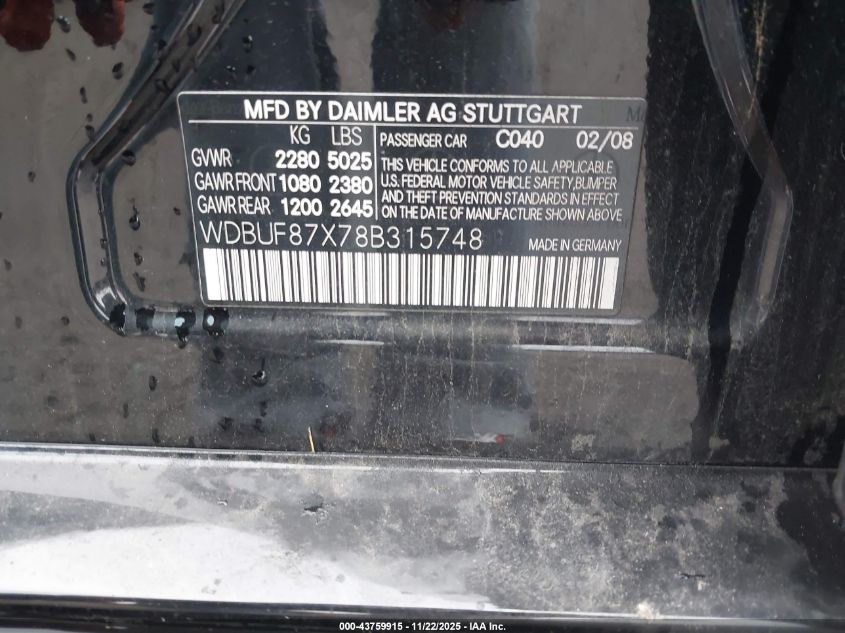 MFD BY DAIMLER AG STUTTGART
KG LBS PASSENGER CAR C040 02/08
GVWR 2280 5025
GAWR FRONT 1080 2380
GAWR REAR 1200 2645
THIS VEHICLE CONFORMS TO ALL APPLICABLE
U.S. FEDERAL MOTOR VEHICLE SAFETY,BUMPER
AND THEFT PREVENTION STANDARDS IN EFFECT
ON THE DATE OF MANUFACTURE SHOWN ABOVE
WDBUF87X78B315748 MADE IN GERMANY
000-43759915 - 11/22/2025 - IAA Inc.